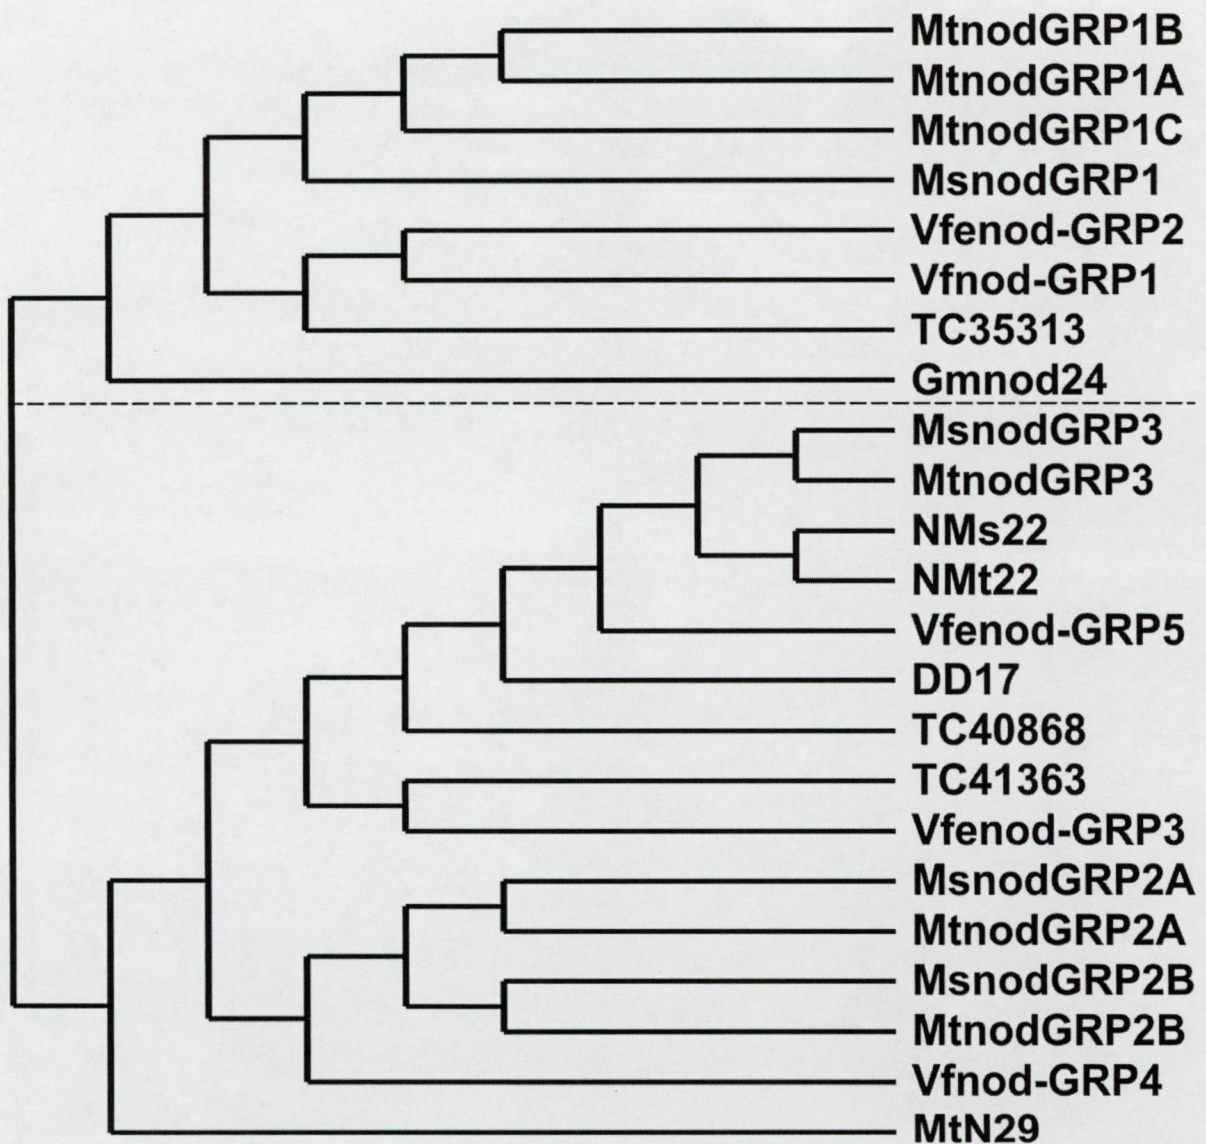 MtnodGRP1B
MtnodGRP1A
MtnodGRP1C
MsnodGRP1
Vfenod-GRP2
Vfnod-GRP1
TC35313
Gmnod24
MsnodGRP3
MtnodGRP3
NMs22
NMt22
Vfenod-GRP5
DD17
TC40868
TC41363
Vfenod-GRP3
MsnodGRP2A
MtnodGRP2A
MsnodGRP2B
MtnodGRP2B
Vfnod-GRP4
MtN29